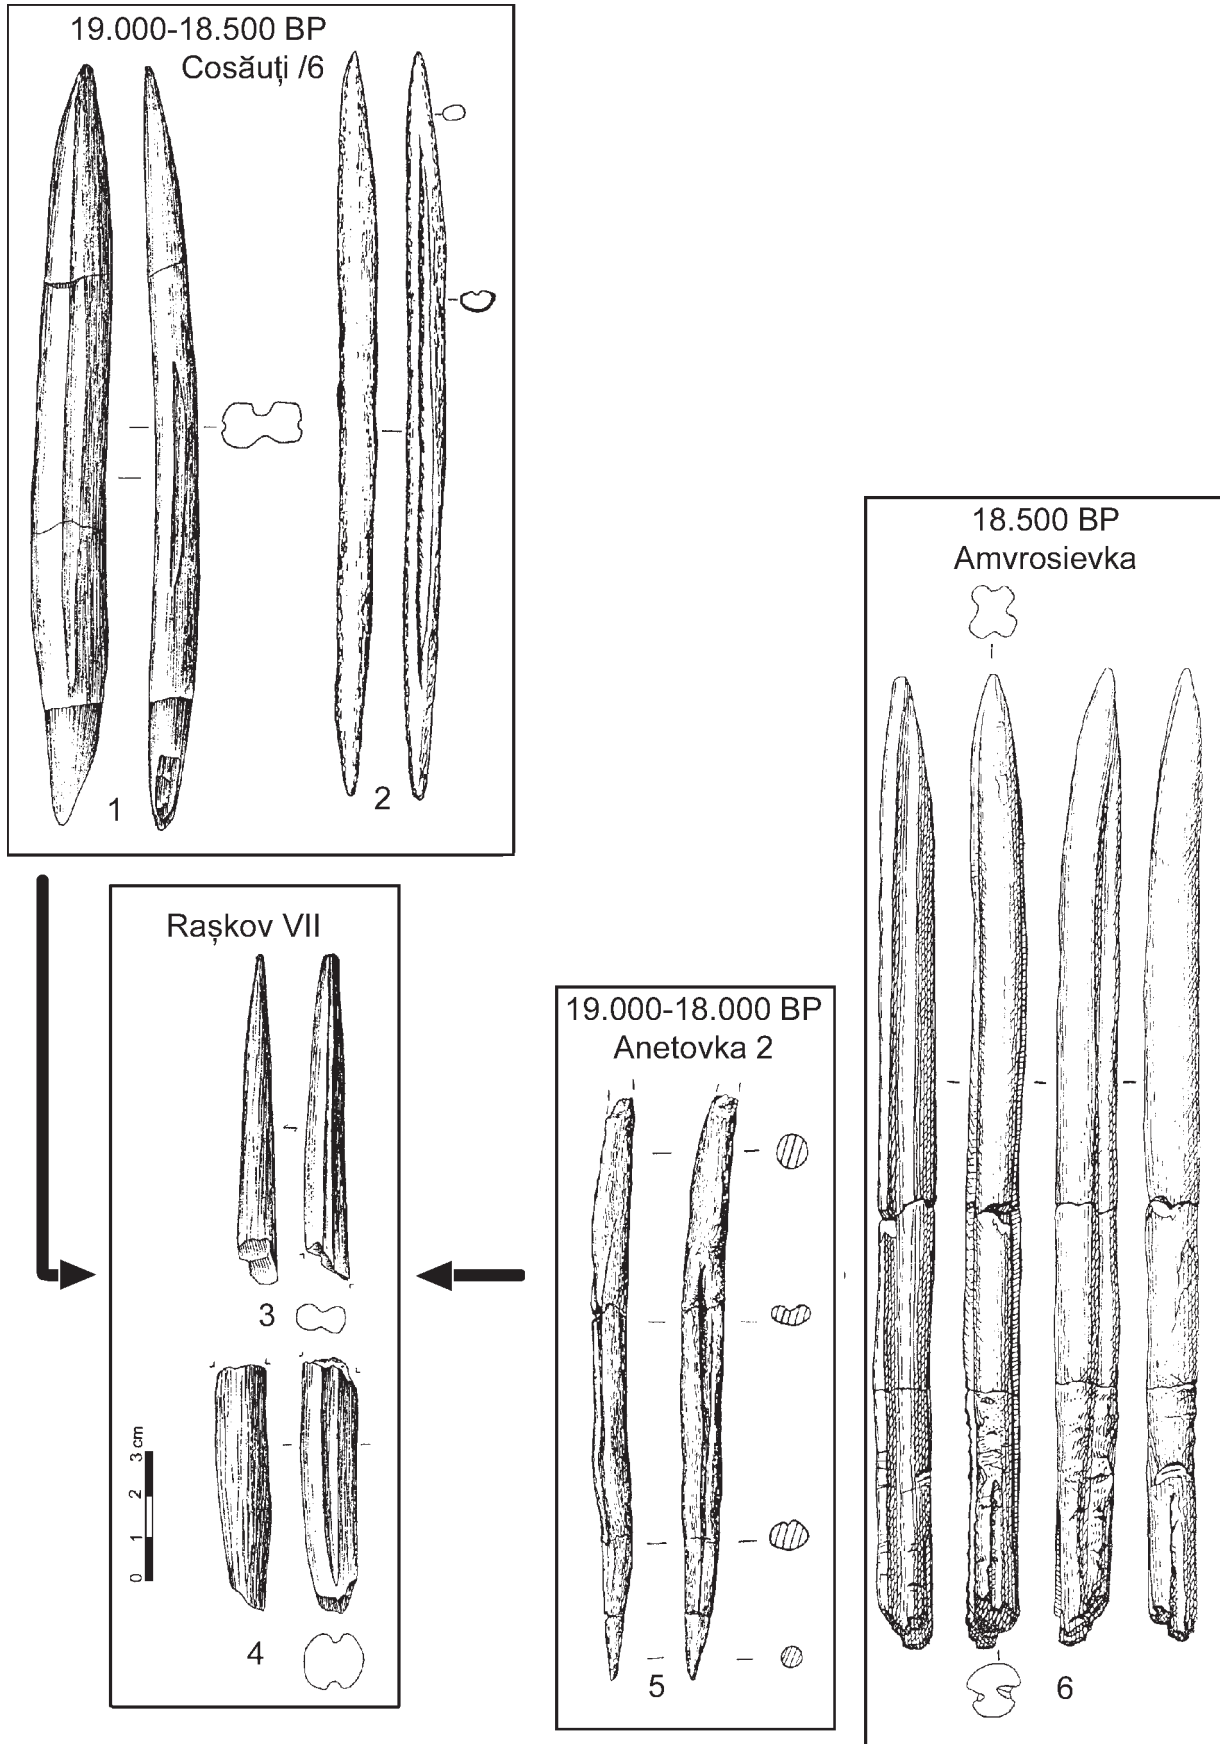 19.000-18.500 BP
Cosăuți /6
1
2
18.500 BP
Amvrosievka
Rașkov VII
3
4
3 cm
2
1
0
19.000-18.000 BP
Anetovka 2
5
6